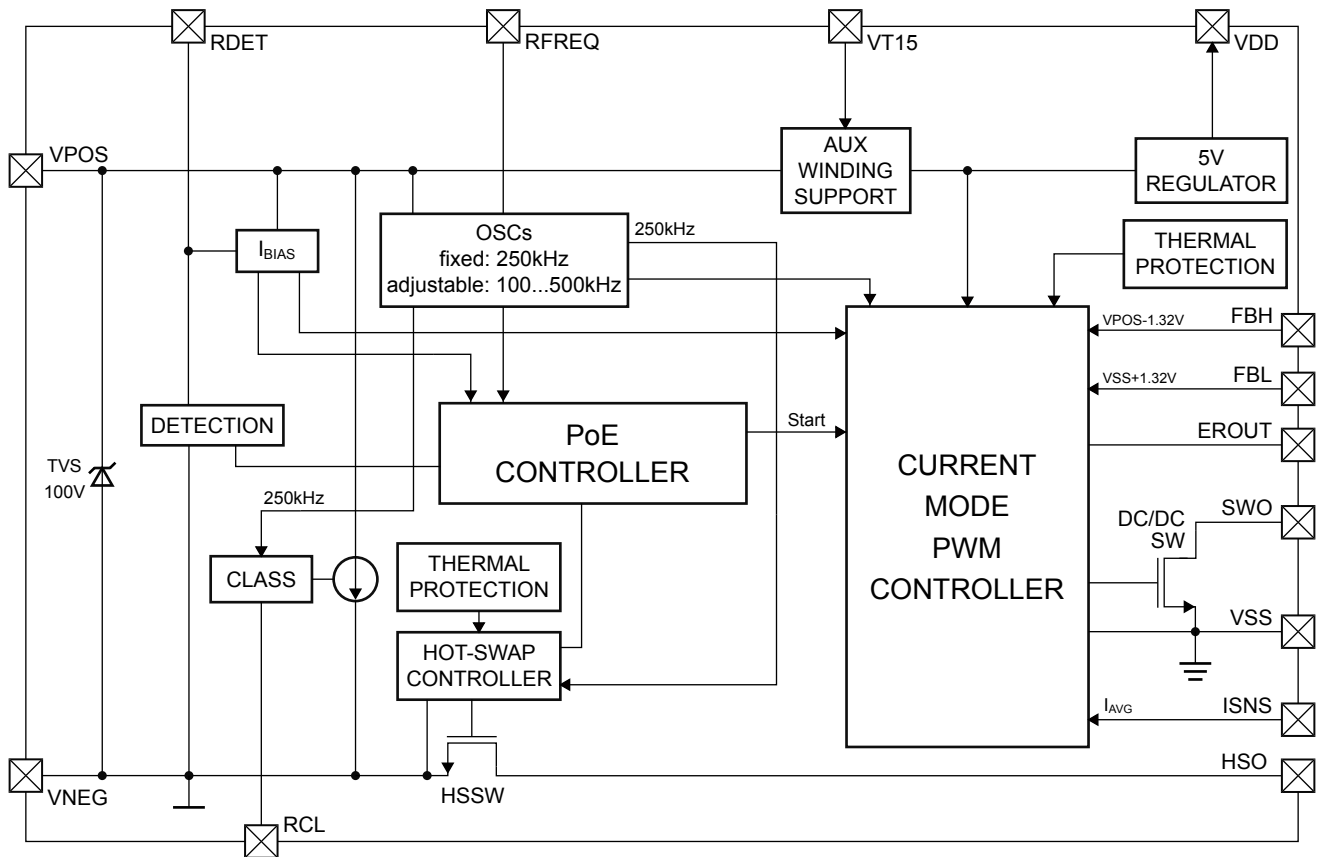 RDET
RFREQ
VT15
VDD
VPOS
AUX
WINDING
SUPPORT
5V
REGULATOR
IBIAS
OSCs
fixed: 250kHz
adjustable: 100...500kHz
250kHz
THERMAL
PROTECTION
VPOS-1.32V
FBH
VSS+1.32V
FBL
DETECTION
PoE
CONTROLLER
Start
EROUT
CURRENT
MODE
PWM
CONTROLLER
TVS
100V
250kHz
DC/DC
SW
SWO
CLASS
THERMAL
PROTECTION
HOT-SWAP
CONTROLLER
VSS
IAVG
ISNS
VNEG
HSSW
HSO
RCL